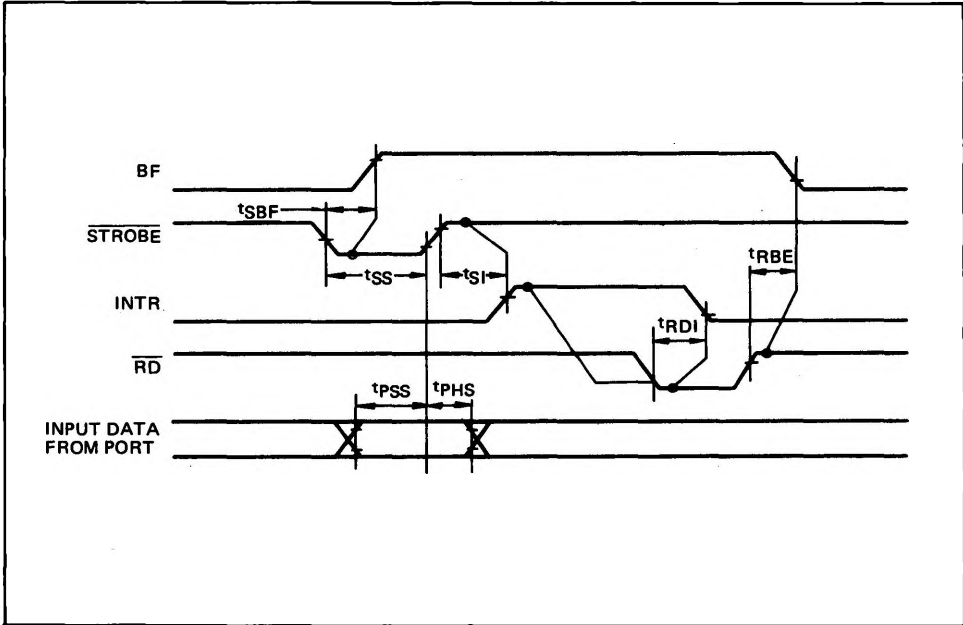 BF
tSBF
STROBE
tSS
tSI
tRBE
INTR
tRDI
RD
tPSS
tPHS
INPUT DATA
FROM PORT